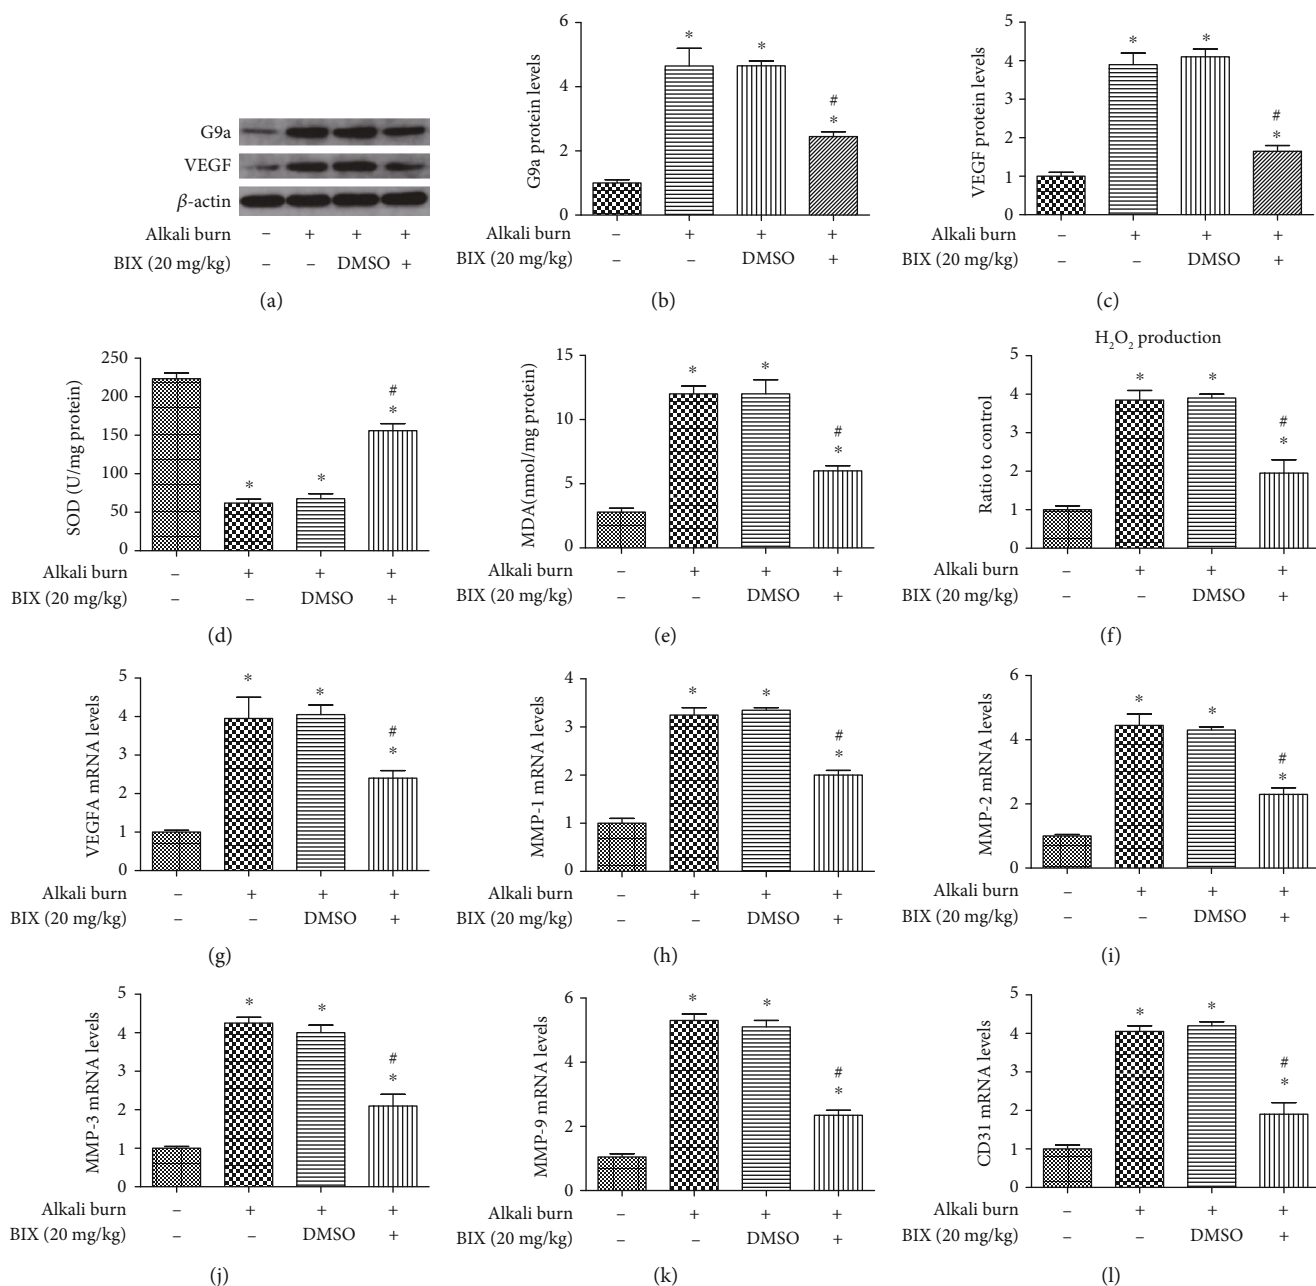 G9a
VEGF
β-actin
Alkali burn – + + +
BIX (20 mg/kg) – – DMSO +
(a)
G9a protein levels
6
4
2
0
* * # *
Alkali burn – + + +
BIX (20 mg/kg) – – DMSO +
(b)
VEGF protein levels
5
4
3
2
1
0
* * # *
Alkali burn – + + +
BIX (20 mg/kg) – – DMSO +
(c)
SOD (U/mg protein)
250
200
150
100
50
0
* * # *
Alkali burn – + + +
BIX (20 mg/kg) – – DMSO +
(d)
MDA(nmol/mg protein)
15
10
5
0
* * # *
Alkali burn – + + +
BIX (20 mg/kg) – – DMSO +
(e)
H₂O₂ production
Ratio to control
5
4
3
2
1
0
* * # *
Alkali burn – + + +
BIX (20 mg/kg) – – DMSO +
(f)
VEGFA mRNA levels
5
4
3
2
1
0
* * # *
Alkali burn – + + +
BIX (20 mg/kg) – – DMSO +
(g)
MMP-1 mRNA levels
4
3
2
1
0
* * # *
Alkali burn – + + +
BIX (20 mg/kg) – – DMSO +
(h)
MMP-2 mRNA levels
6
4
2
0
* * # *
Alkali burn – + + +
BIX (20 mg/kg) – – DMSO +
(i)
MMP-3 mRNA levels
5
4
3
2
1
0
* * # *
Alkali burn – + + +
BIX (20 mg/kg) – – DMSO +
(j)
MMP-9 mRNA levels
6
4
2
0
* * # *
Alkali burn – + + +
BIX (20 mg/kg) – – DMSO +
(k)
CD31 mRNA levels
5
4
3
2
1
0
* * # *
Alkali burn – + + +
BIX (20 mg/kg) – – DMSO +
(l)